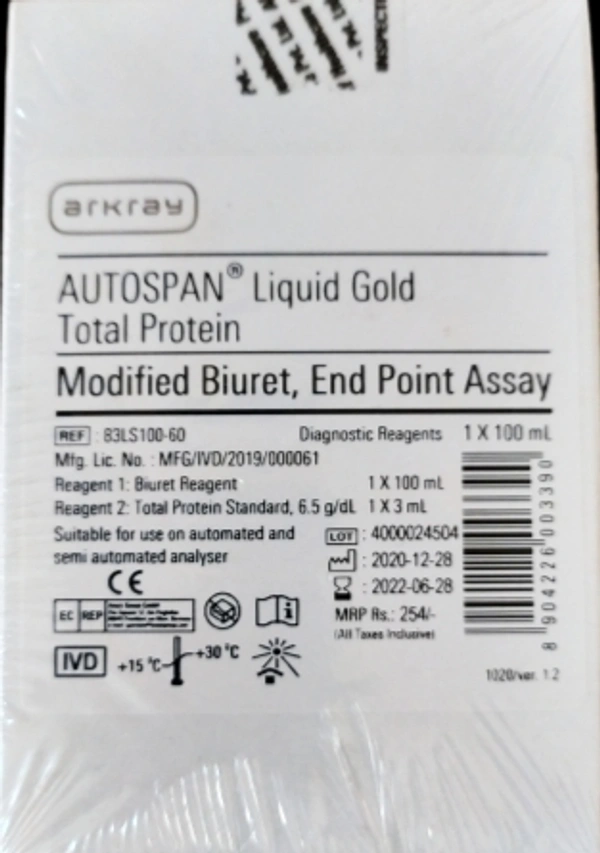 INSPECT
arkray
AUTOSPAN® Liquid Gold
Total Protein
Modified Biuret, End Point Assay
REF : 83LS100-60 Diagnostic Reagents 1 X 100 mL
Mfg. Lic. No. : MFG/IVD/2019/000061
Reagent 1: Biuret Reagent 1 X 100 mL
Reagent 2: Total Protein Standard, 6.5 g/dL 1 X 3 mL
Suitable for use on automated and
semi automated analyser
LOT : 4000024504
: 2020-12-28
: 2022-06-28
MRP Rs.: 254/-
(All Taxes Inclusive)
CE
EC REP
IVD +15 °C +30 °C
8 904226 003390
1020/ver. 1.2